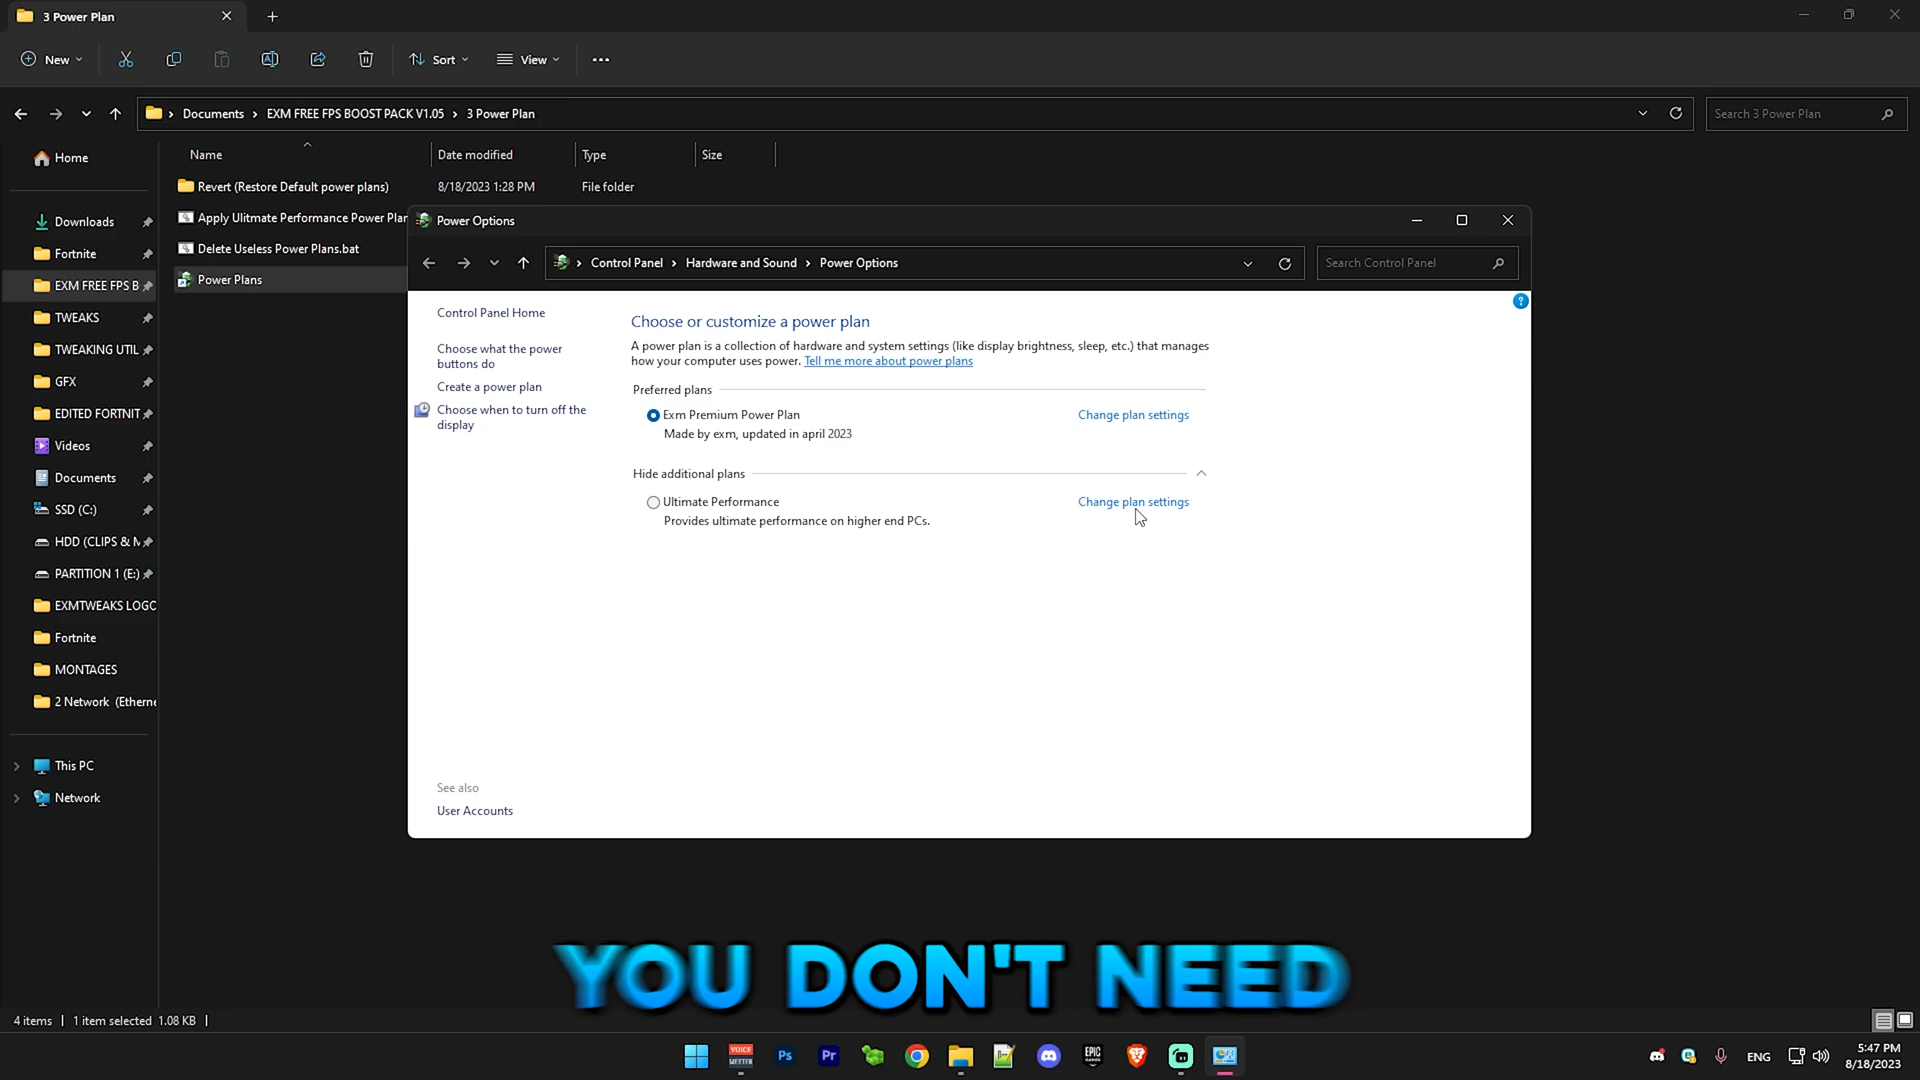 3 Power Plan
New
Sort
View
Documents > EXM FREE FPS BOOST PACK V1.05 > 3 Power Plan
Search 3 Power Plan
Home
Downloads
Fortnite
EXM FREE FPS B
TWEAKS
TWEAKING UTIL
GFX
EDITED FORTNIT
Videos
Documents
SSD (C:)
HDD (CLIPS & M
PARTITION 1 (E:)
EXMTWEAKS LOGO
Fortnite
MONTAGES
2 Network (Etherne
This PC
Network
Name
Date modified
Type
Size
Revert (Restore Default power plans)
8/18/2023 1:28 PM
File folder
Apply Ulitmate Performance Power Plan
Delete Useless Power Plans.bat
Power Plans
Power Options
Control Panel > Hardware and Sound > Power Options
Search Control Panel
Control Panel Home
Choose what the power
buttons do
Create a power plan
Choose when to turn off the
display
See also
User Accounts
Choose or customize a power plan
A power plan is a collection of hardware and system settings (like display brightness, sleep, etc.) that manages
how your computer uses power. Tell me more about power plans
Preferred plans
Exm Premium Power Plan
Change plan settings
Made by exm, updated in april 2023
Hide additional plans
Ultimate Performance
Change plan settings
Provides ultimate performance on higher end PCs.
?
YOU DON'T NEED
4 items
1 item selected 1.08 KB
VOICE
MEETER
Ps
Pr
EPIC
GAMES
ENG
5:47 PM
8/18/2023